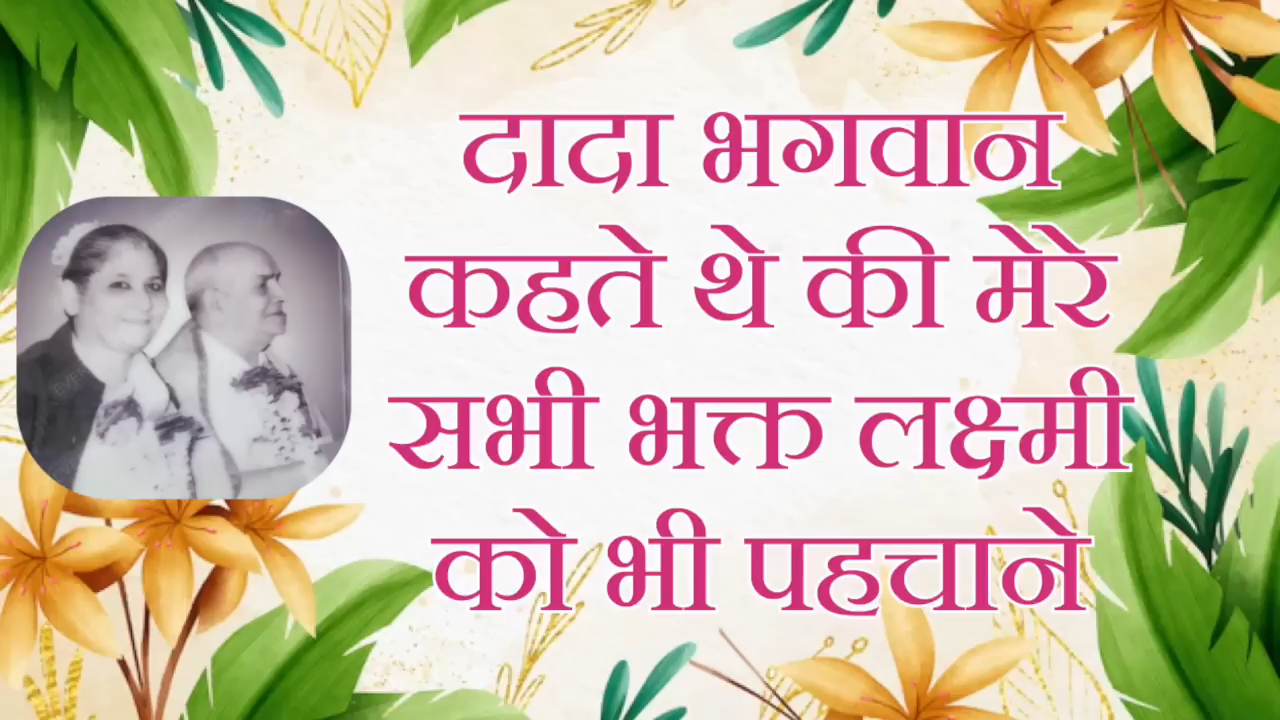 दादा भगवान
कहते थे की मेरे
सभी भक्त लक्ष्मी
को भी पहचाने